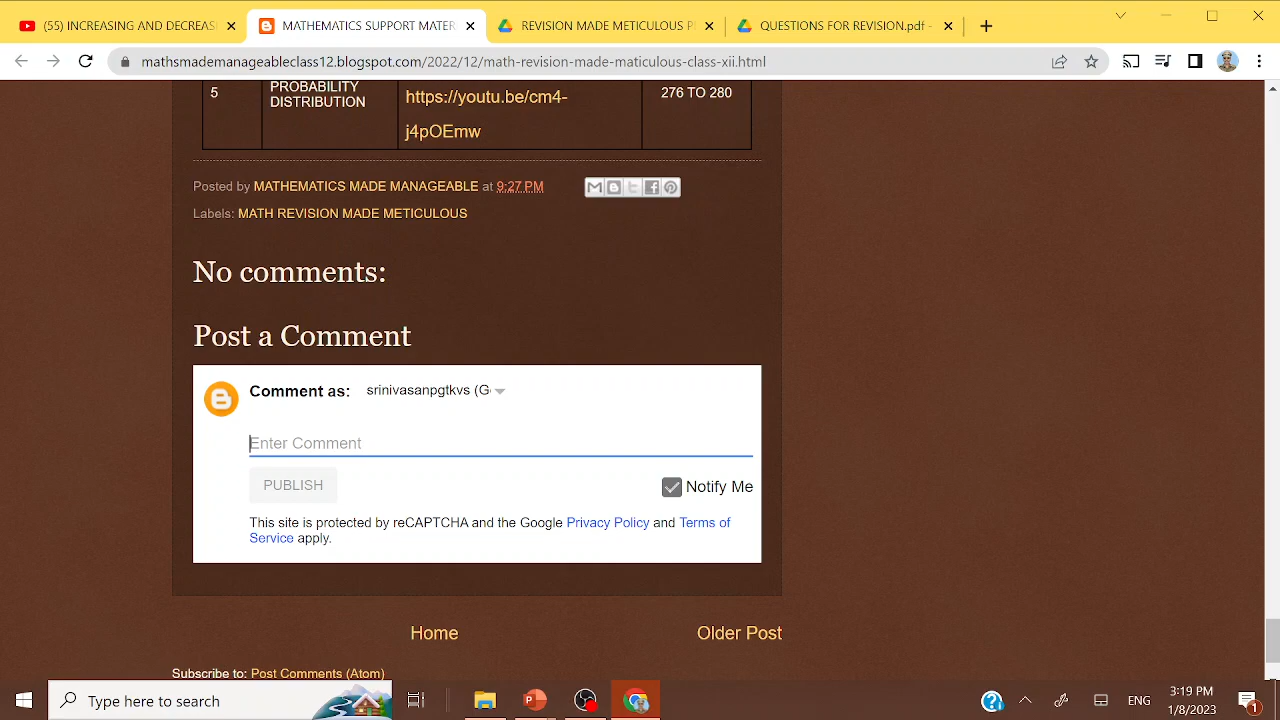 (55) INCREASING AND DECREAS
MATHEMATICS SUPPORT MATER
REVISION MADE METICULOUS P
QUESTIONS FOR REVISION.pdf -
mathsmademanageableclass12.blogspot.com/2022/12/mth-revision-made-maticulous-class-xii.html
5
PROBABILITY
DISTRIBUTION
https://youtu.be/cm4-
j4pOEmw
276 TO 280
Posted by MATHEMATICS MADE MANAGEABLE at 9:27 PM
Labels: MATH REVISION MADE METICULOUS
No comments:
Post a Comment
Comment as: srinivasanpgtkvs (G
Enter Comment
PUBLISH
Notify Me
This site is protected by reCAPTCHA and the Google Privacy Policy and Terms of
Service apply.
Home
Older Post
Subscribe to: Post Comments (Atom)
Type here to search
ENG
3:19 PM
1/8/2023
1